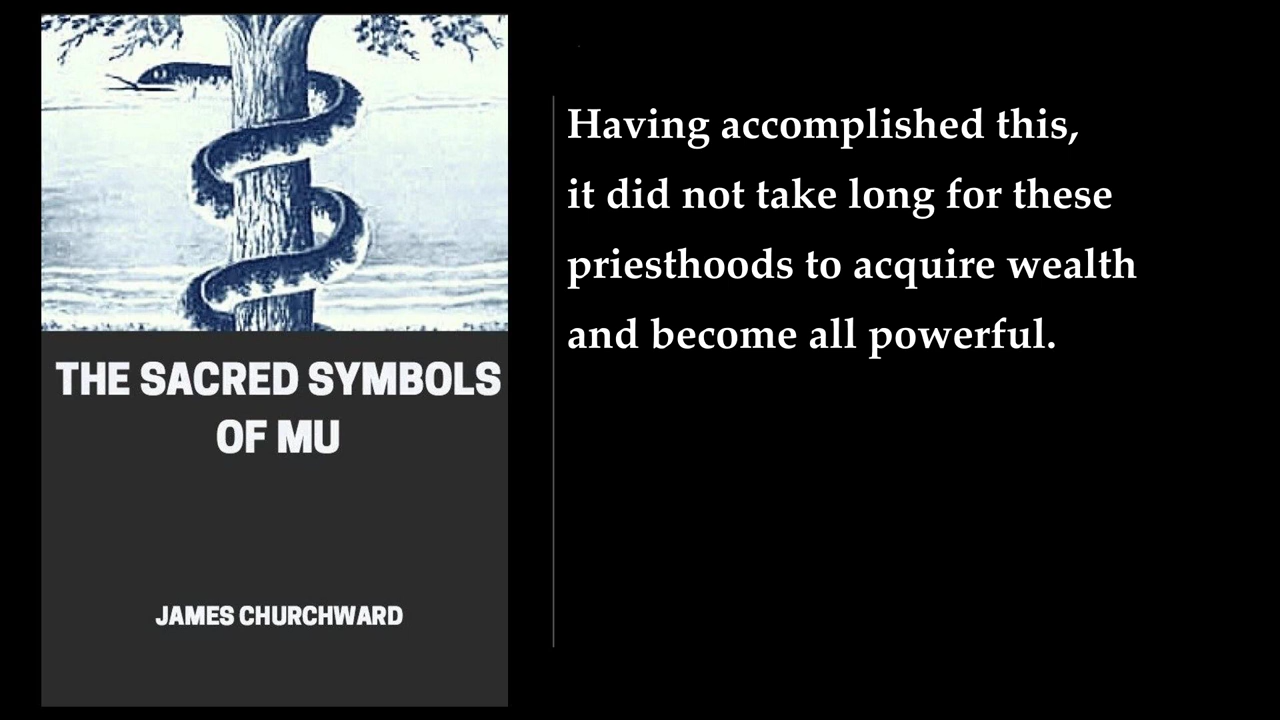 THE SACRED SYMBOLS
OF MU
JAMES CHURCHWARD
Having accomplished this,
it did not take long for these
priesthoods to acquire wealth
and become all powerful.